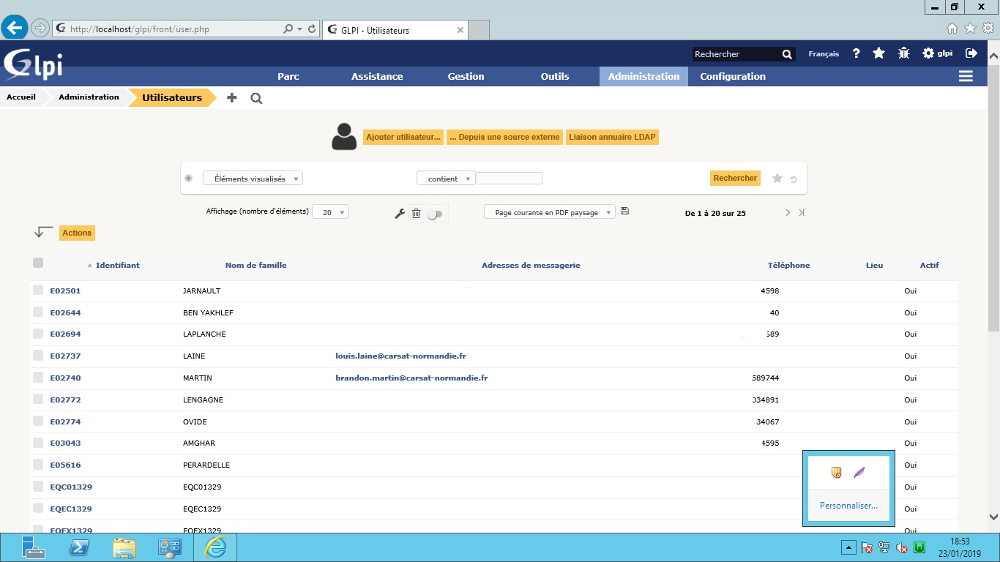 http://localhost/glpi/front/user.php
GLPI - Utilisateurs
Glpi
Rechercher
Français
?
glpi
Parc Assistance Gestion Outils Administration Configuration
Accueil Administration Utilisateurs
Ajouter utilisateur... ... Depuis une source externe Liaison annuaire LDAP
Éléments visualisés contient Rechercher
Affichage (nombre d'éléments) 20 Page courante en PDF paysage De 1 à 20 sur 25
Actions
Identifiant Nom de famille Adresses de messagerie Téléphone Lieu Actif
E02501 JARNAULT 4598 Oui
E02644 BEN YAKHLEF 40 Oui
E02694 LAPLANCHE 589 Oui
E02737 LAINE louis.laine@carsat-normandie.fr Oui
E02740 MARTIN brandon.martin@carsat-normandie.fr 589744 Oui
E02772 LENGAGNE 034891 Oui
E02774 OVIDE 34067 Oui
E03043 AMGHAR 4595 Oui
E05616 PERARDELLE Oui
EQC01329 EQC01329 Oui
EQEC1329 EQEC1329 Oui
EQEX1329 EQEX1329 Oui
Personnaliser...
18:53
23/01/2019